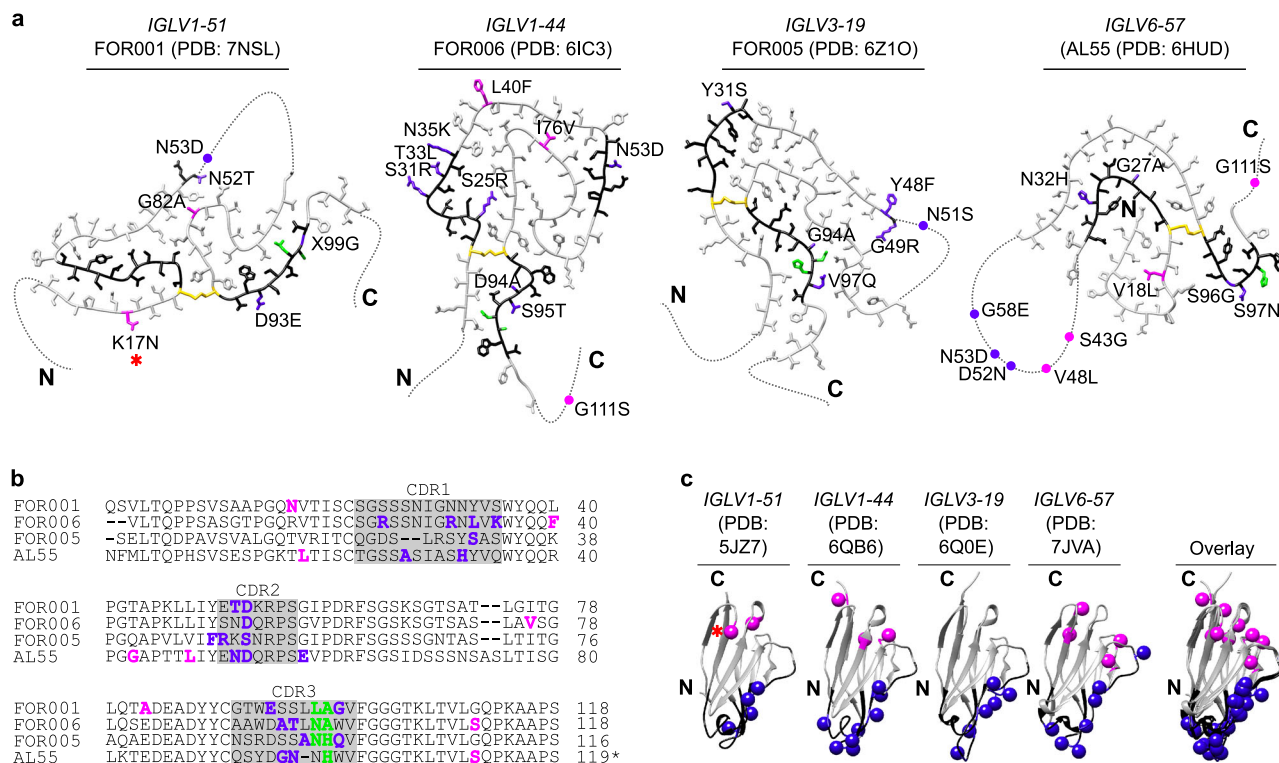 a
IGLV1-51
FOR001 (PDB: 7NSL)
IGLV1-44
FOR006 (PDB: 6IC3)
IGLV3-19
FOR005 (PDB: 6Z1O)
IGLV6-57
(AL55 (PDB: 6HUD)
N53D
N52T
G82A
X99G
D93E
K17N
*
N
C
L40F
I76V
N35K
T33L
S31R
S25R
N53D
D94A
S95T
N
C
G111S
Y31S
Y48F
N51S
G49R
G94A
V97Q
N
C
C
G111S
G27A
N32H
N
V18L
S96G
S97N
G58E
S43G
N53D
D52N
V48L
b
CDR1
FOR001 QSVLTQPPSVSAAPGQNVTISCSGSSSNIGNNYVSWYQQL 40
FOR006 --VLTQPPSASGTPGQRVTISCSGRSSNIGRNLVKWYQQF 40
FOR005 -SELTQDPAVSVALGQTVRITCQGDS--LRSYSASWYQQK 38
AL55 NFMLTQPHSVSESPGKTLTISCTGSSASIASHYVQWYQQR 40
CDR2
FOR001 PGTAPKLLIYETDKRPSGIPDRFSGSKSGTSAT--LGITG 78
FOR006 PGTAPKLLIYSNDQRPSGVPDRFSGSKSGTSAS--LAVSG 78
FOR005 PGQAPVLVIFRKSNRPSGIPDRFSGSSSGNTAS--LTITG 76
AL55 PGGAPTTLIYENDQRPSEVPDRFSGSIDSSSNSASLTISG 80
CDR3
FOR001 LQTADEADYYCGTWESSLLAGVFGGGTKLTVLGQPKAAPS 118
FOR006 LQSEDEADYYCAAWDATLNAWVFGGGTKLTVLSQPKAAPS 118
FOR005 AQAEDEADYYCNSRDSSANHQVFGGGTKLTVLGQPKAAPS 116
AL55 LKTEDEADYYCQSYDGN-NHWVFGGGTKLTVLSQPKAAPS 119*
c
IGLV1-51
(PDB:
5JZ7)
IGLV1-44
(PDB:
6QB6)
IGLV3-19
(PDB:
6Q0E)
IGLV6-57
(PDB:
7JVA)
Overlay
C
C
C
C
C
*
N
N
N
N
N